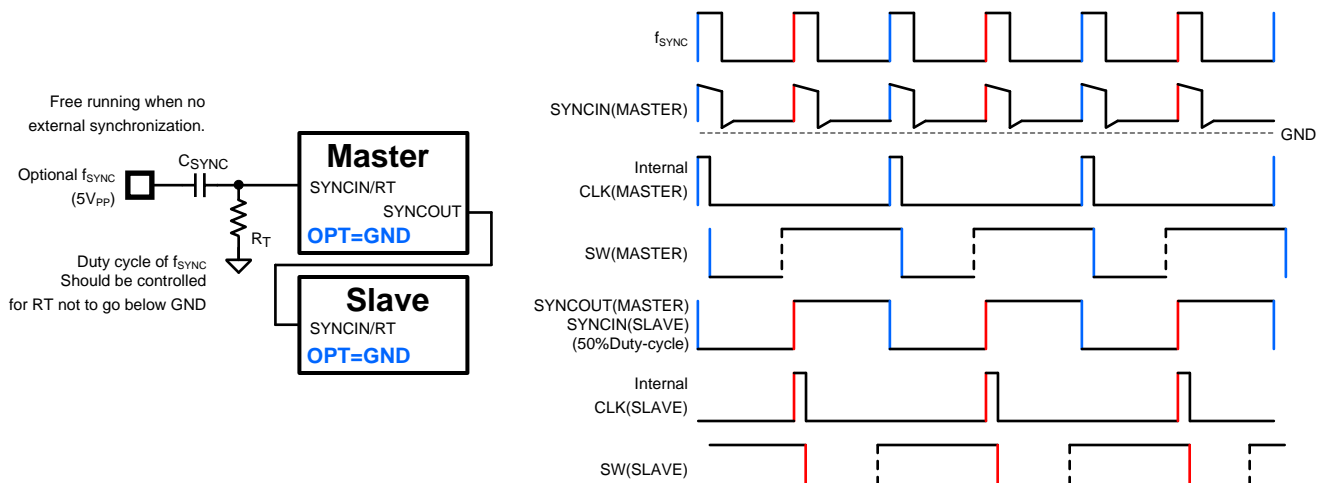 Free running when no
external synchronization.
Optional fSYNC
(5VPP)
CSYNC
RT
Duty cycle of fSYNC
Should be controlled
for RT not to go below GND
Master
SYNCIN/RT
SYNCOUT
OPT=GND
Slave
SYNCIN/RT
OPT=GND
fSYNC
SYNCIN(MASTER)
GND
Internal
CLK(MASTER)
SW(MASTER)
SYNCOUT(MASTER)
SYNCIN(SLAVE)
(50%Duty-cycle)
Internal
CLK(SLAVE)
SW(SLAVE)